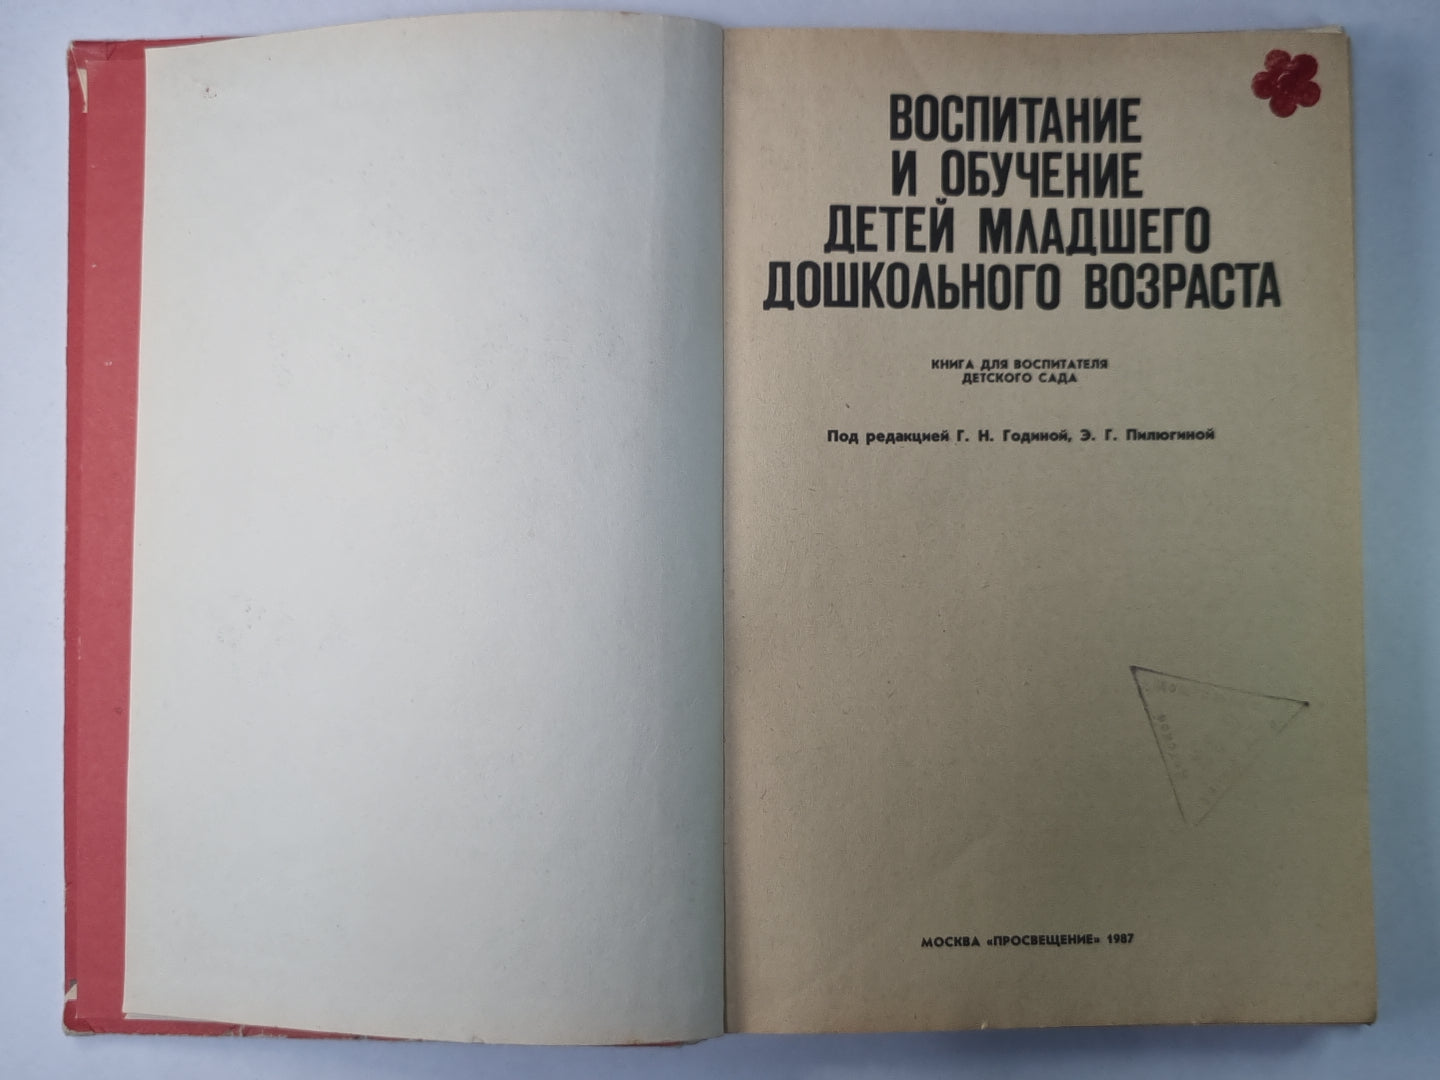 ВОСПИТАНИЕ
И ОБУЧЕНИЕ
ДЕТЕЙ МЛАДШЕГО
ДОШКОЛЬНОГО ВОЗРАСТА
КНИГА ДЛЯ ВОСПИТАТЕЛЯ
ДЕТСКОГО САДА
Под редакцией Г. Н. Годиной, Э. Г. Пилюгиной
МОСКВА «ПРОСВЕЩЕНИЕ» 1987